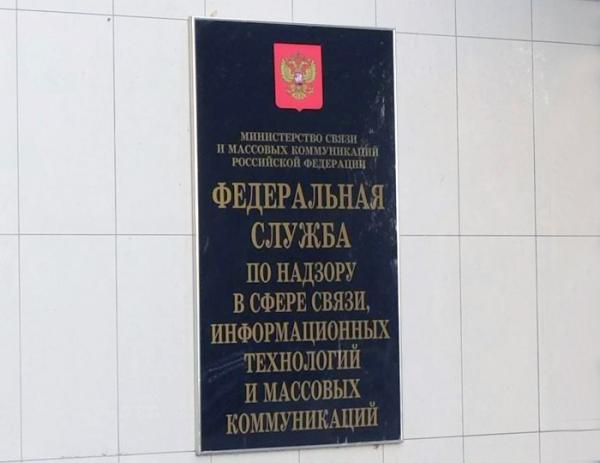 МИНИСТЕРСТВО СВЯЗИ
И МАССОВЫХ КОММУНИКАЦИЙ
РОССИЙСКОЙ ФЕДЕРАЦИИ
ФЕДЕРАЛЬНАЯ
СЛУЖБА
ПО НАДЗОРУ
В СФЕРЕ СВЯЗИ,
ИНФОРМАЦИОННЫХ
ТЕХНОЛОГИЙ
И МАССОВЫХ
КОММУНИКАЦИЙ